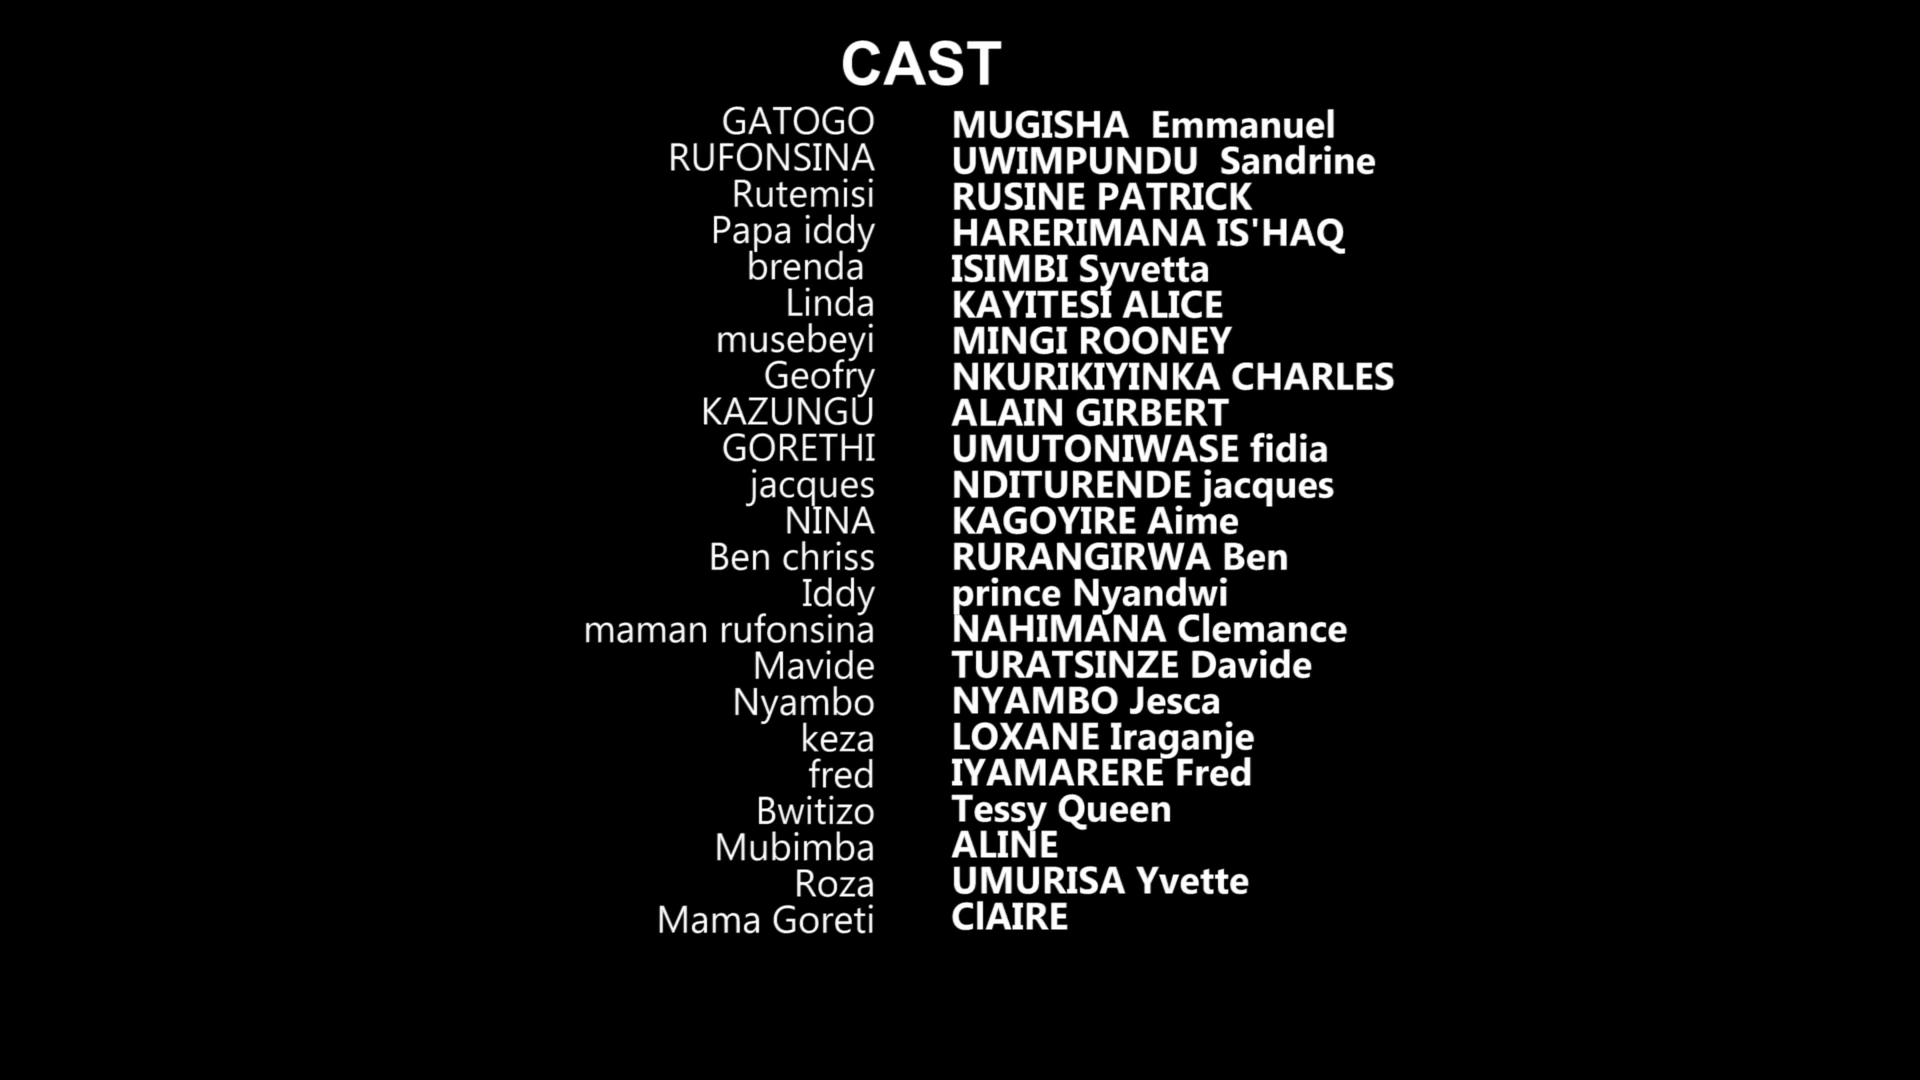 CAST
GATOGO MUGISHA Emmanuel
RUFONSINA UWIMPUNDU Sandrine
Rutemisi RUSINE PATRICK
Papa iddy HARERIMANA IS'HAQ
brenda ISIMBI Syvetta
Linda KAYITESI ALICE
musebeyi MINGI ROONEY
Geofry NKURIKIYINKA CHARLES
KAZUNGU ALAIN GIRBERT
GORETHI UMUTONIWASE fidia
jacques NDITURENDE jacques
NINA KAGOYIRE Aime
Ben chriss RURANGIRWA Ben
Iddy prince Nyandwi
maman rufonsina NAHIMANA Clemance
Mavide TURATSINZE Davide
Nyambo NYAMBO Jesca
keza LOXANE Iraganje
fred IYAMARERE Fred
Bwitizo Tessy Queen
Mubimba ALINE
Roza UMURISA Yvette
Mama Goreti ClAIRE